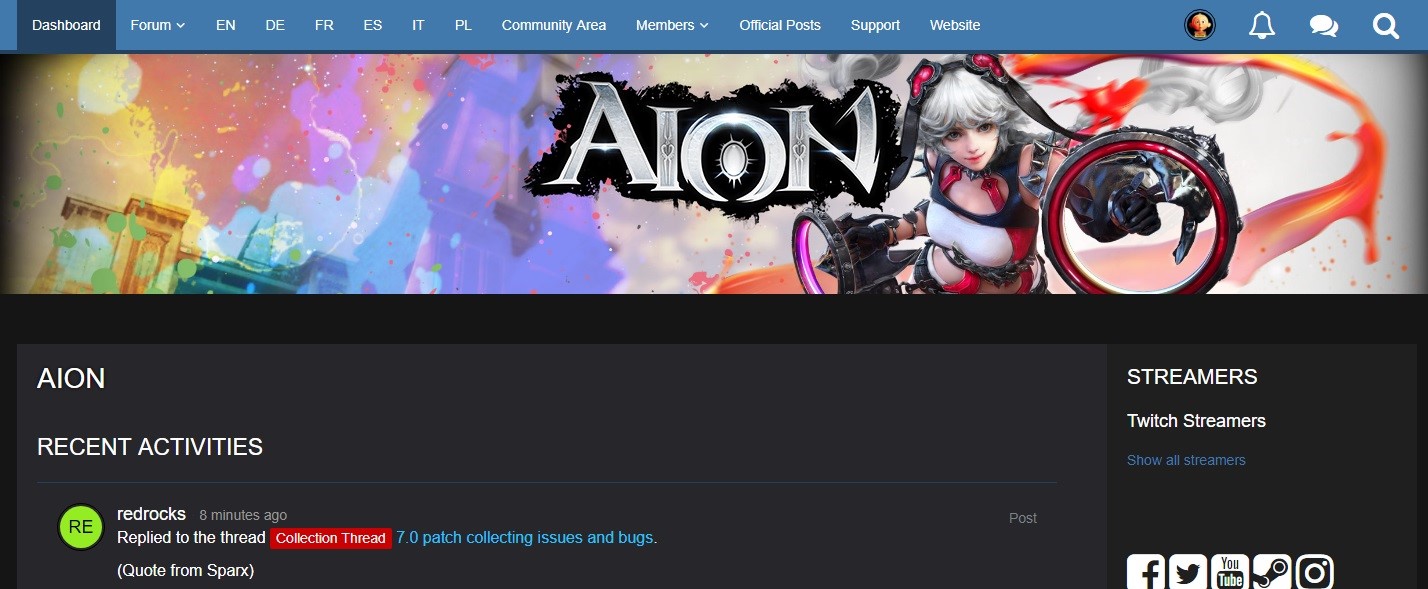 Dashboard Forum EN DE FR ES IT PL Community Area Members Official Posts Support Website
AION
AION
RECENT ACTIVITIES
RE
redrocks 8 minutes ago
Post
Replied to the thread Collection Thread 7.0 patch collecting issues and bugs.
(Quote from Sparx)
STREAMERS
Twitch Streamers
Show all streamers
You
Tube